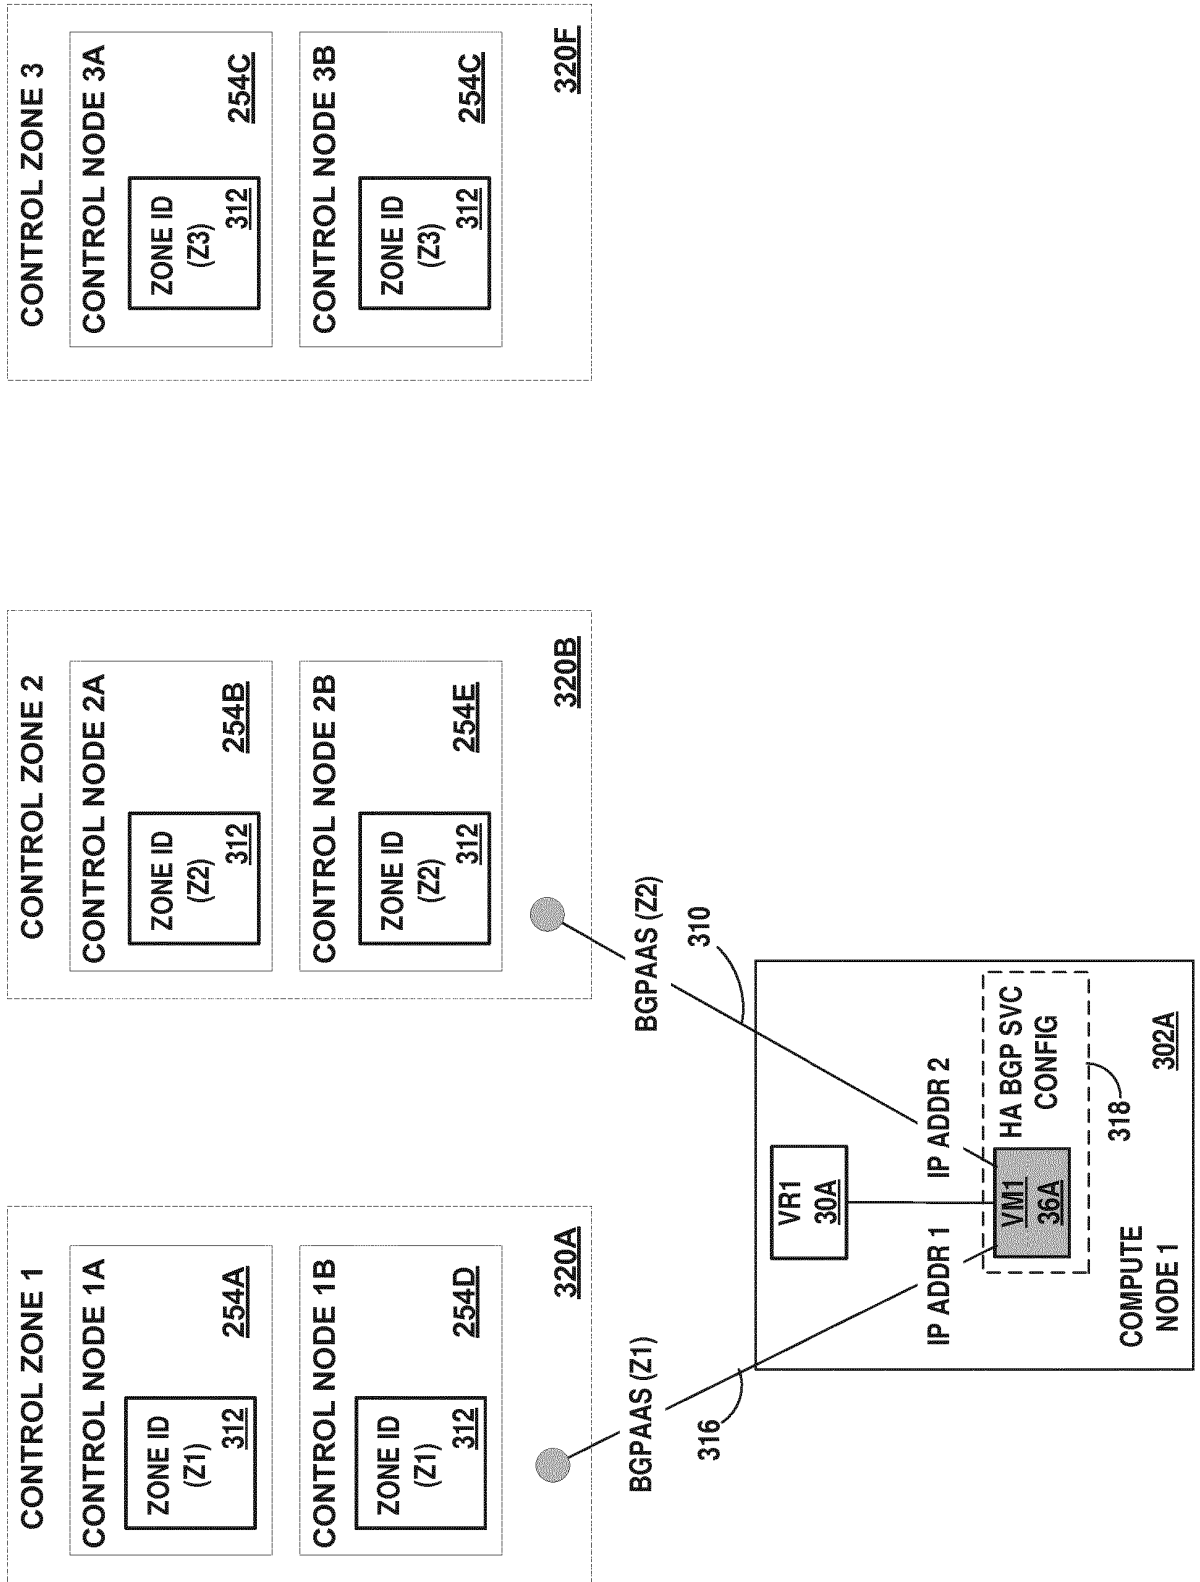 CONTROL ZONE 1
CONTROL NODE 1A
ZONE ID
(Z1)
312
254A
CONTROL NODE 1B
ZONE ID
(Z1)
312
254D
320A
CONTROL ZONE 2
CONTROL NODE 2A
ZONE ID
(Z2)
312
254B
CONTROL NODE 2B
ZONE ID
(Z2)
312
254E
320B
CONTROL ZONE 3
CONTROL NODE 3A
ZONE ID
(Z3)
312
254C
CONTROL NODE 3B
ZONE ID
(Z3)
312
254C
320F
BGPAAS (Z1)
316
BGPAAS (Z2)
310
VR1
30A
IP ADDR 1
IP ADDR 2
VM1
36A
HA BGP SVC
CONFIG
318
COMPUTE
NODE 1
302A